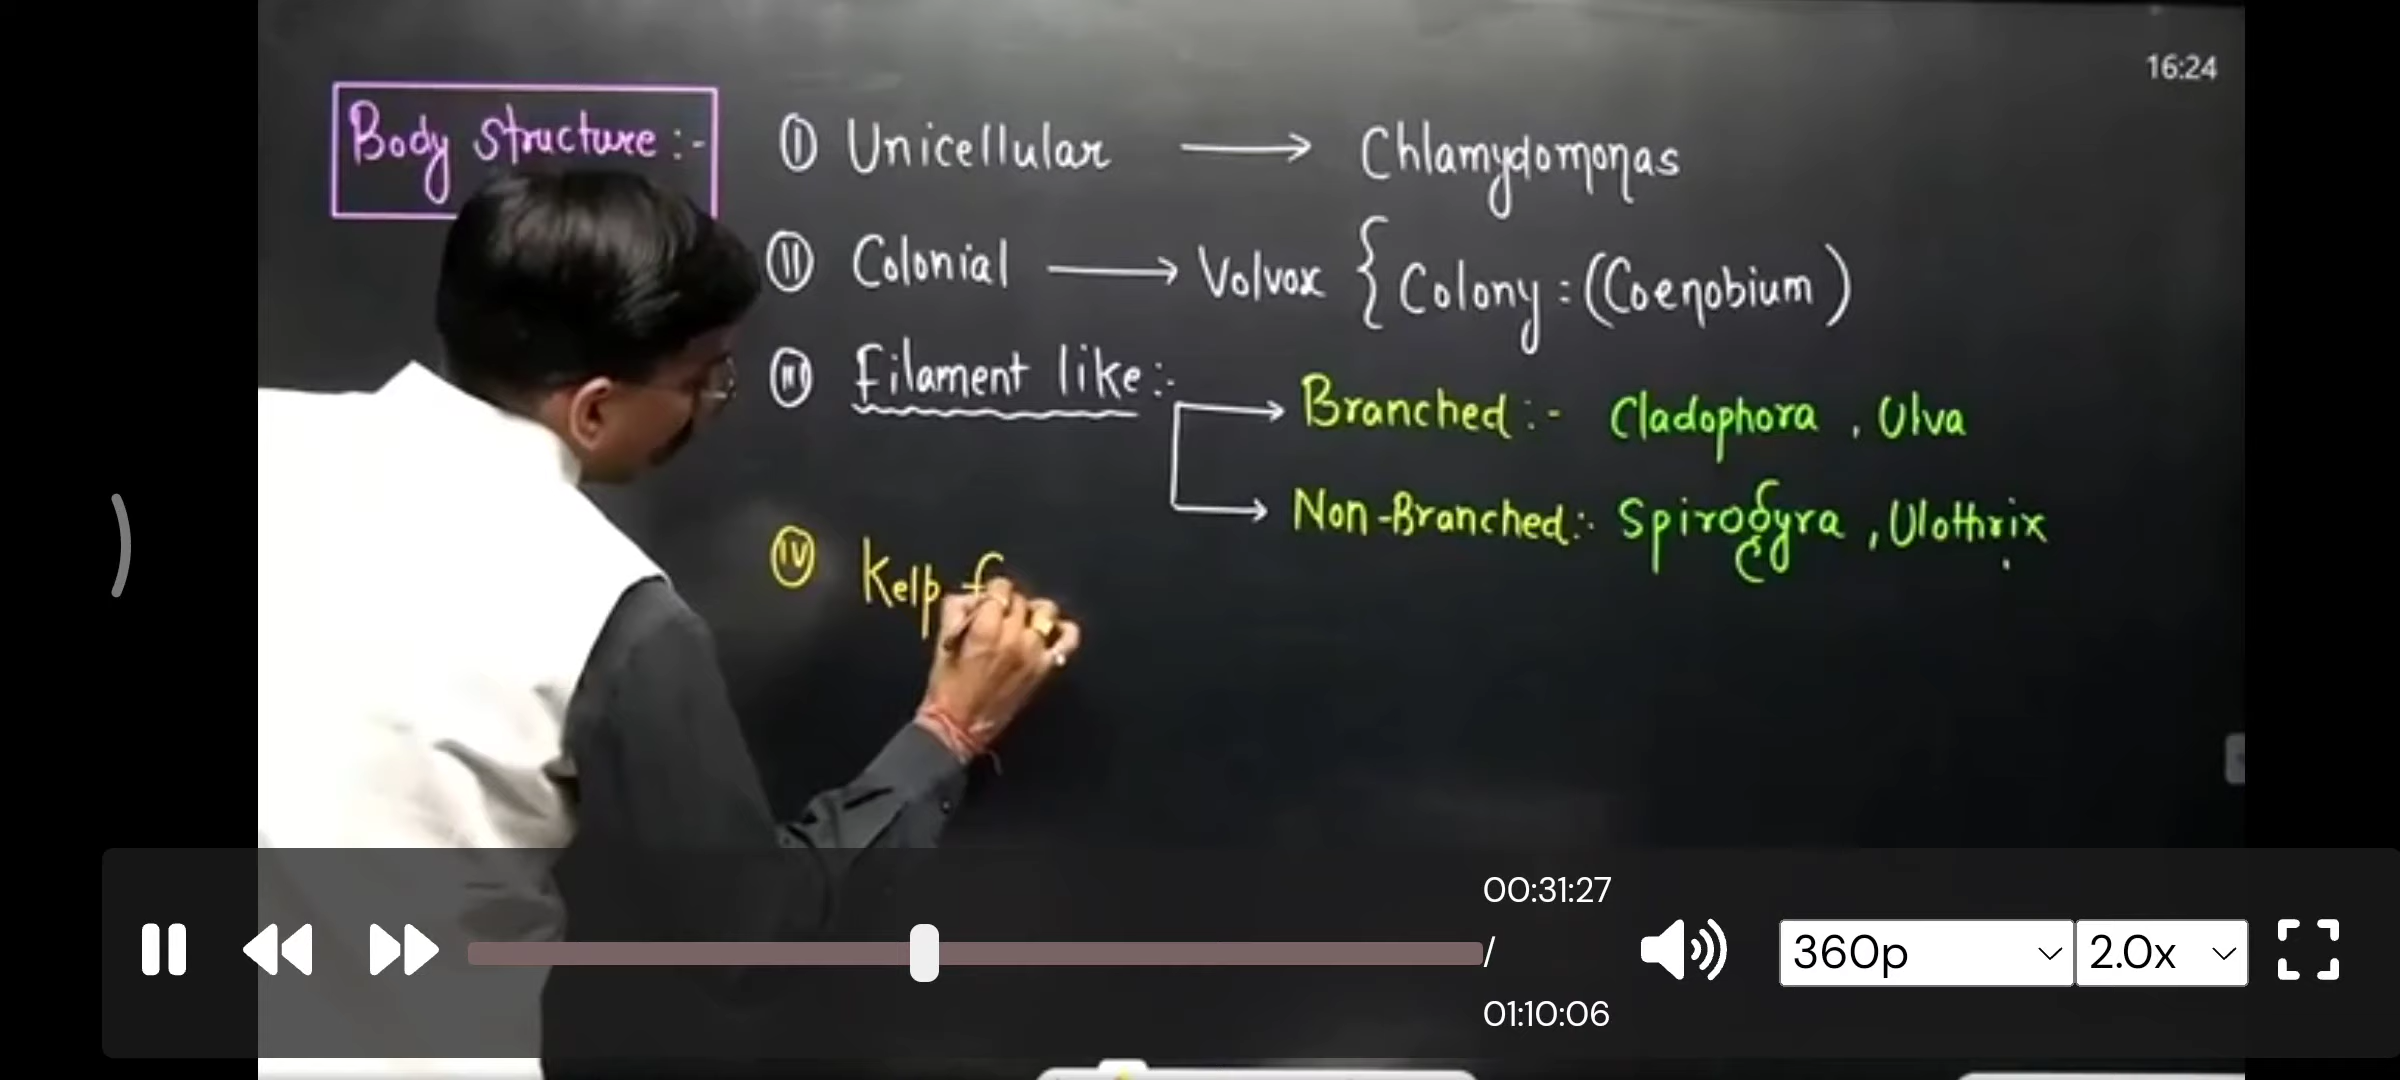 16:24
Body structure :-
(I) Unicellular → Chlamydomonas
(II) Colonial → Volvox { Colony = (Coenobium)
(III) Filament like :-
→ Branched :- Cladophora , Ulva
→ Non-Branched :- Spirogyra , Ulothrix
(IV) Kelp f
00:31:27
/
01:10:06
360p
2.0x